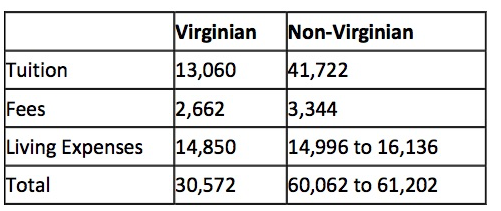 Virginian Non-Virginian
Tuition 13,060 41,722
Fees 2,662 3,344
Living Expenses 14,850 14,996 to 16,136
Total 30,572 60,062 to 61,202